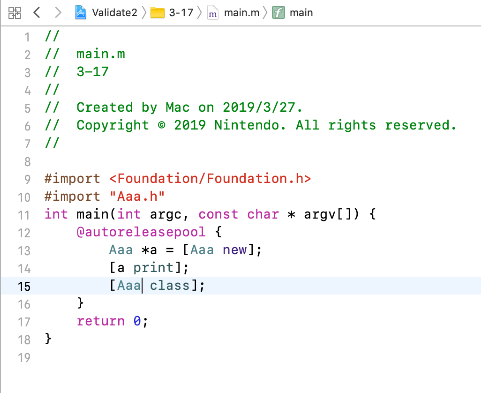 Validate2 〉 3-17 〉 main.m 〉 main
1 //
2 //  main.m
3 //  3-17
4 //
5 //  Created by Mac on 2019/3/27.
6 //  Copyright © 2019 Nintendo. All rights reserved.
7 //
8
9 #import <Foundation/Foundation.h>
10 #import "Aaa.h"
11 int main(int argc, const char * argv[]) {
12     @autoreleasepool {
13         Aaa *a = [Aaa new];
14         [a print];
15         [Aaa class];
16     }
17     return 0;
18 }
19